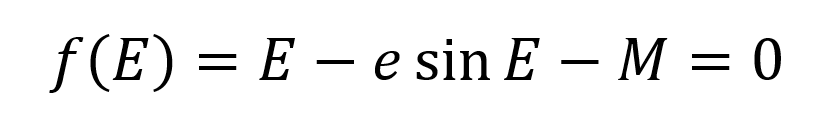 f(E) = E − e sin E − M = 0